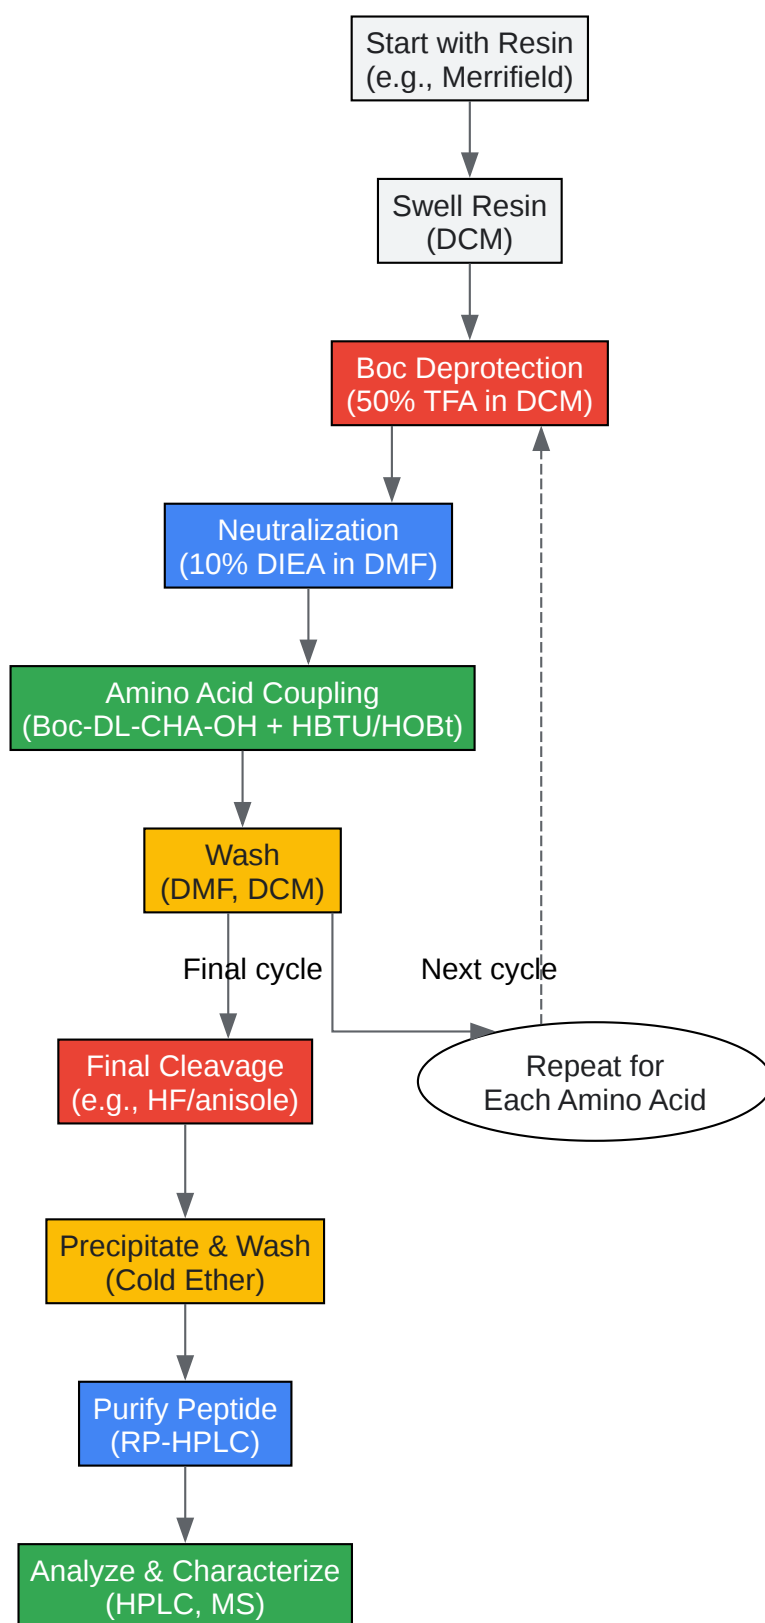 Start with Resin
(e.g., Merrifield)
Swell Resin
(DCM)
Boc Deprotection
(50% TFA in DCM)
Neutralization
(10% DIEA in DMF)
Amino Acid Coupling
(Boc-DL-CHA-OH + HBTU/HOBt)
Wash
(DMF, DCM)
Final cycle
Next cycle
Final Cleavage
(e.g., HF/anisole)
Repeat for
Each Amino Acid
Precipitate & Wash
(Cold Ether)
Purify Peptide
(RP-HPLC)
Analyze & Characterize
(HPLC, MS)